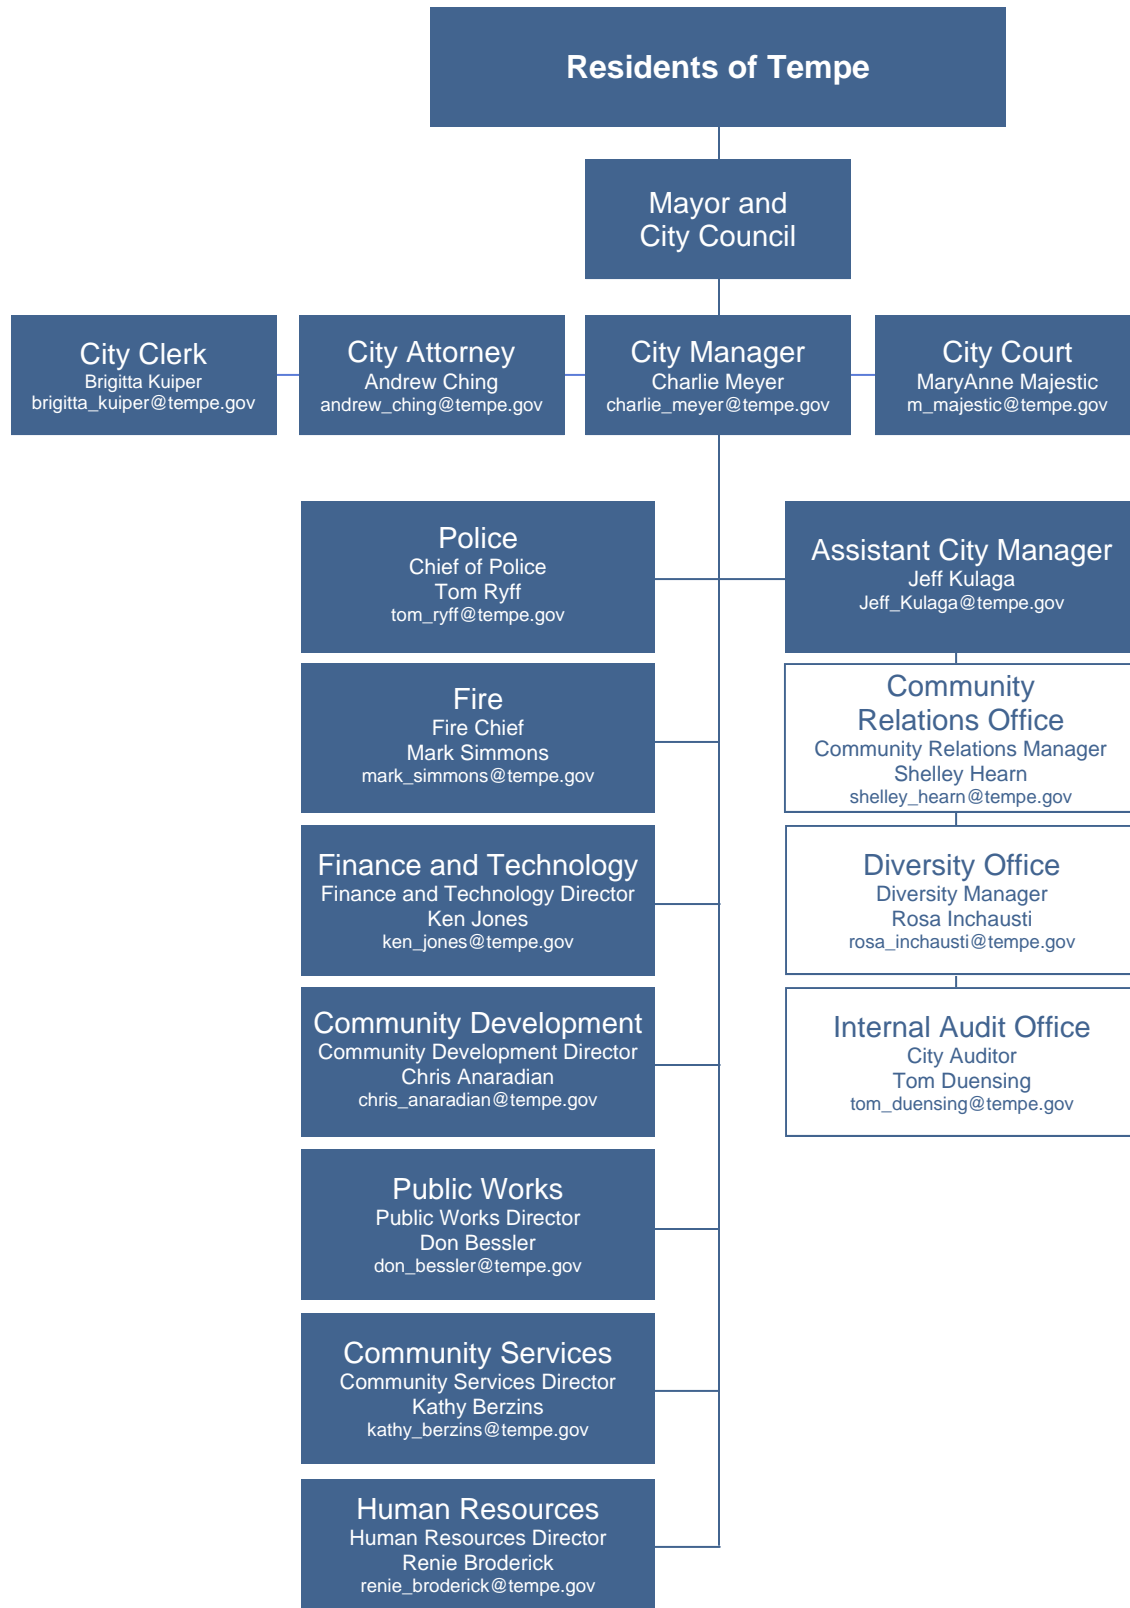 Residents of Tempe
Mayor and
City Council
City Clerk
Brigitta Kuiper
brigitta_kuiper@tempe.gov
City Attorney
Andrew Ching
andrew_ching@tempe.gov
City Manager
Charlie Meyer
charlie_meyer@tempe.gov
City Court
MaryAnne Majestic
m_majestic@tempe.gov
Police
Chief of Police
Tom Ryff
tom_ryff@tempe.gov
Fire
Fire Chief
Mark Simmons
mark_simmons@tempe.gov
Finance and Technology
Finance and Technology Director
Ken Jones
ken_jones@tempe.gov
Community Development
Community Development Director
Chris Anaradian
chris_anaradian@tempe.gov
Public Works
Public Works Director
Don Bessler
don_bessler@tempe.gov
Community Services
Community Services Director
Kathy Berzins
kathy_berzins@tempe.gov
Human Resources
Human Resources Director
Renie Broderick
renie_broderick@tempe.gov
Assistant City Manager
Jeff Kulaga
Jeff_Kulaga@tempe.gov
Community
Relations Office
Community Relations Manager
Shelley Hearn
shelley_hearn@tempe.gov
Diversity Office
Diversity Manager
Rosa Inchausti
rosa_inchausti@tempe.gov
Internal Audit Office
City Auditor
Tom Duensing
tom_duensing@tempe.gov